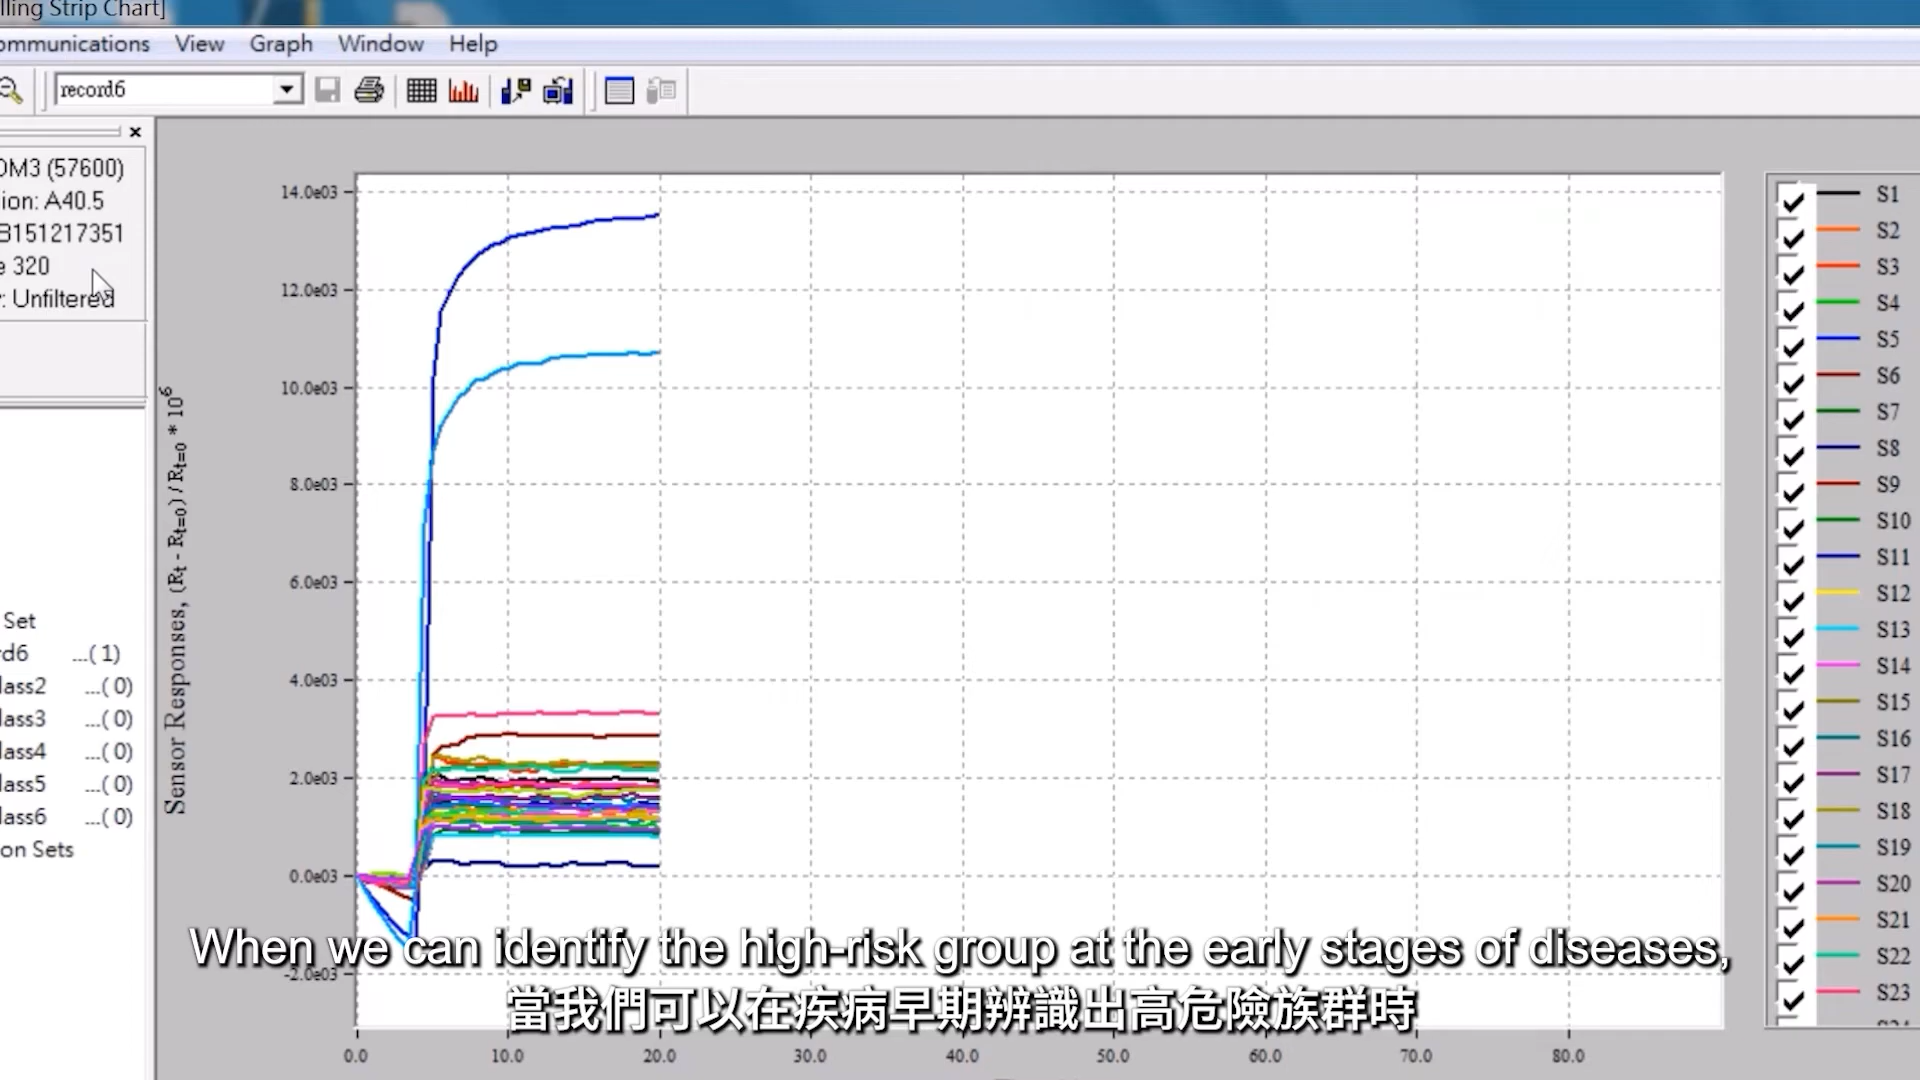 lling Strip Chart]
ommunications View Graph Window Help
record6
OM3 (57600)
ion: A40.5
B151217351
e 320
: Unfiltered
Set
rd6 ...( 1)
lass2 ...( 0)
lass3 ...( 0)
lass4 ...( 0)
lass5 ...( 0)
lass6 ...( 0)
on Sets
Sensor Responses, (Rt - Rt=0) / Rt=0 * 10⁶
14.0e03
12.0e03
10.0e03
8.0e03
6.0e03
4.0e03
2.0e03
0.0e03
-2.0e03
0.0 10.0 20.0 30.0 40.0 50.0 60.0 70.0 80.0
S1
S2
S3
S4
S5
S6
S7
S8
S9
S10
S11
S12
S13
S14
S15
S16
S17
S18
S19
S20
S21
S22
S23
When we can identify the high-risk group at the early stages of diseases,
當我們可以在疾病早期辨識出高危險族群時